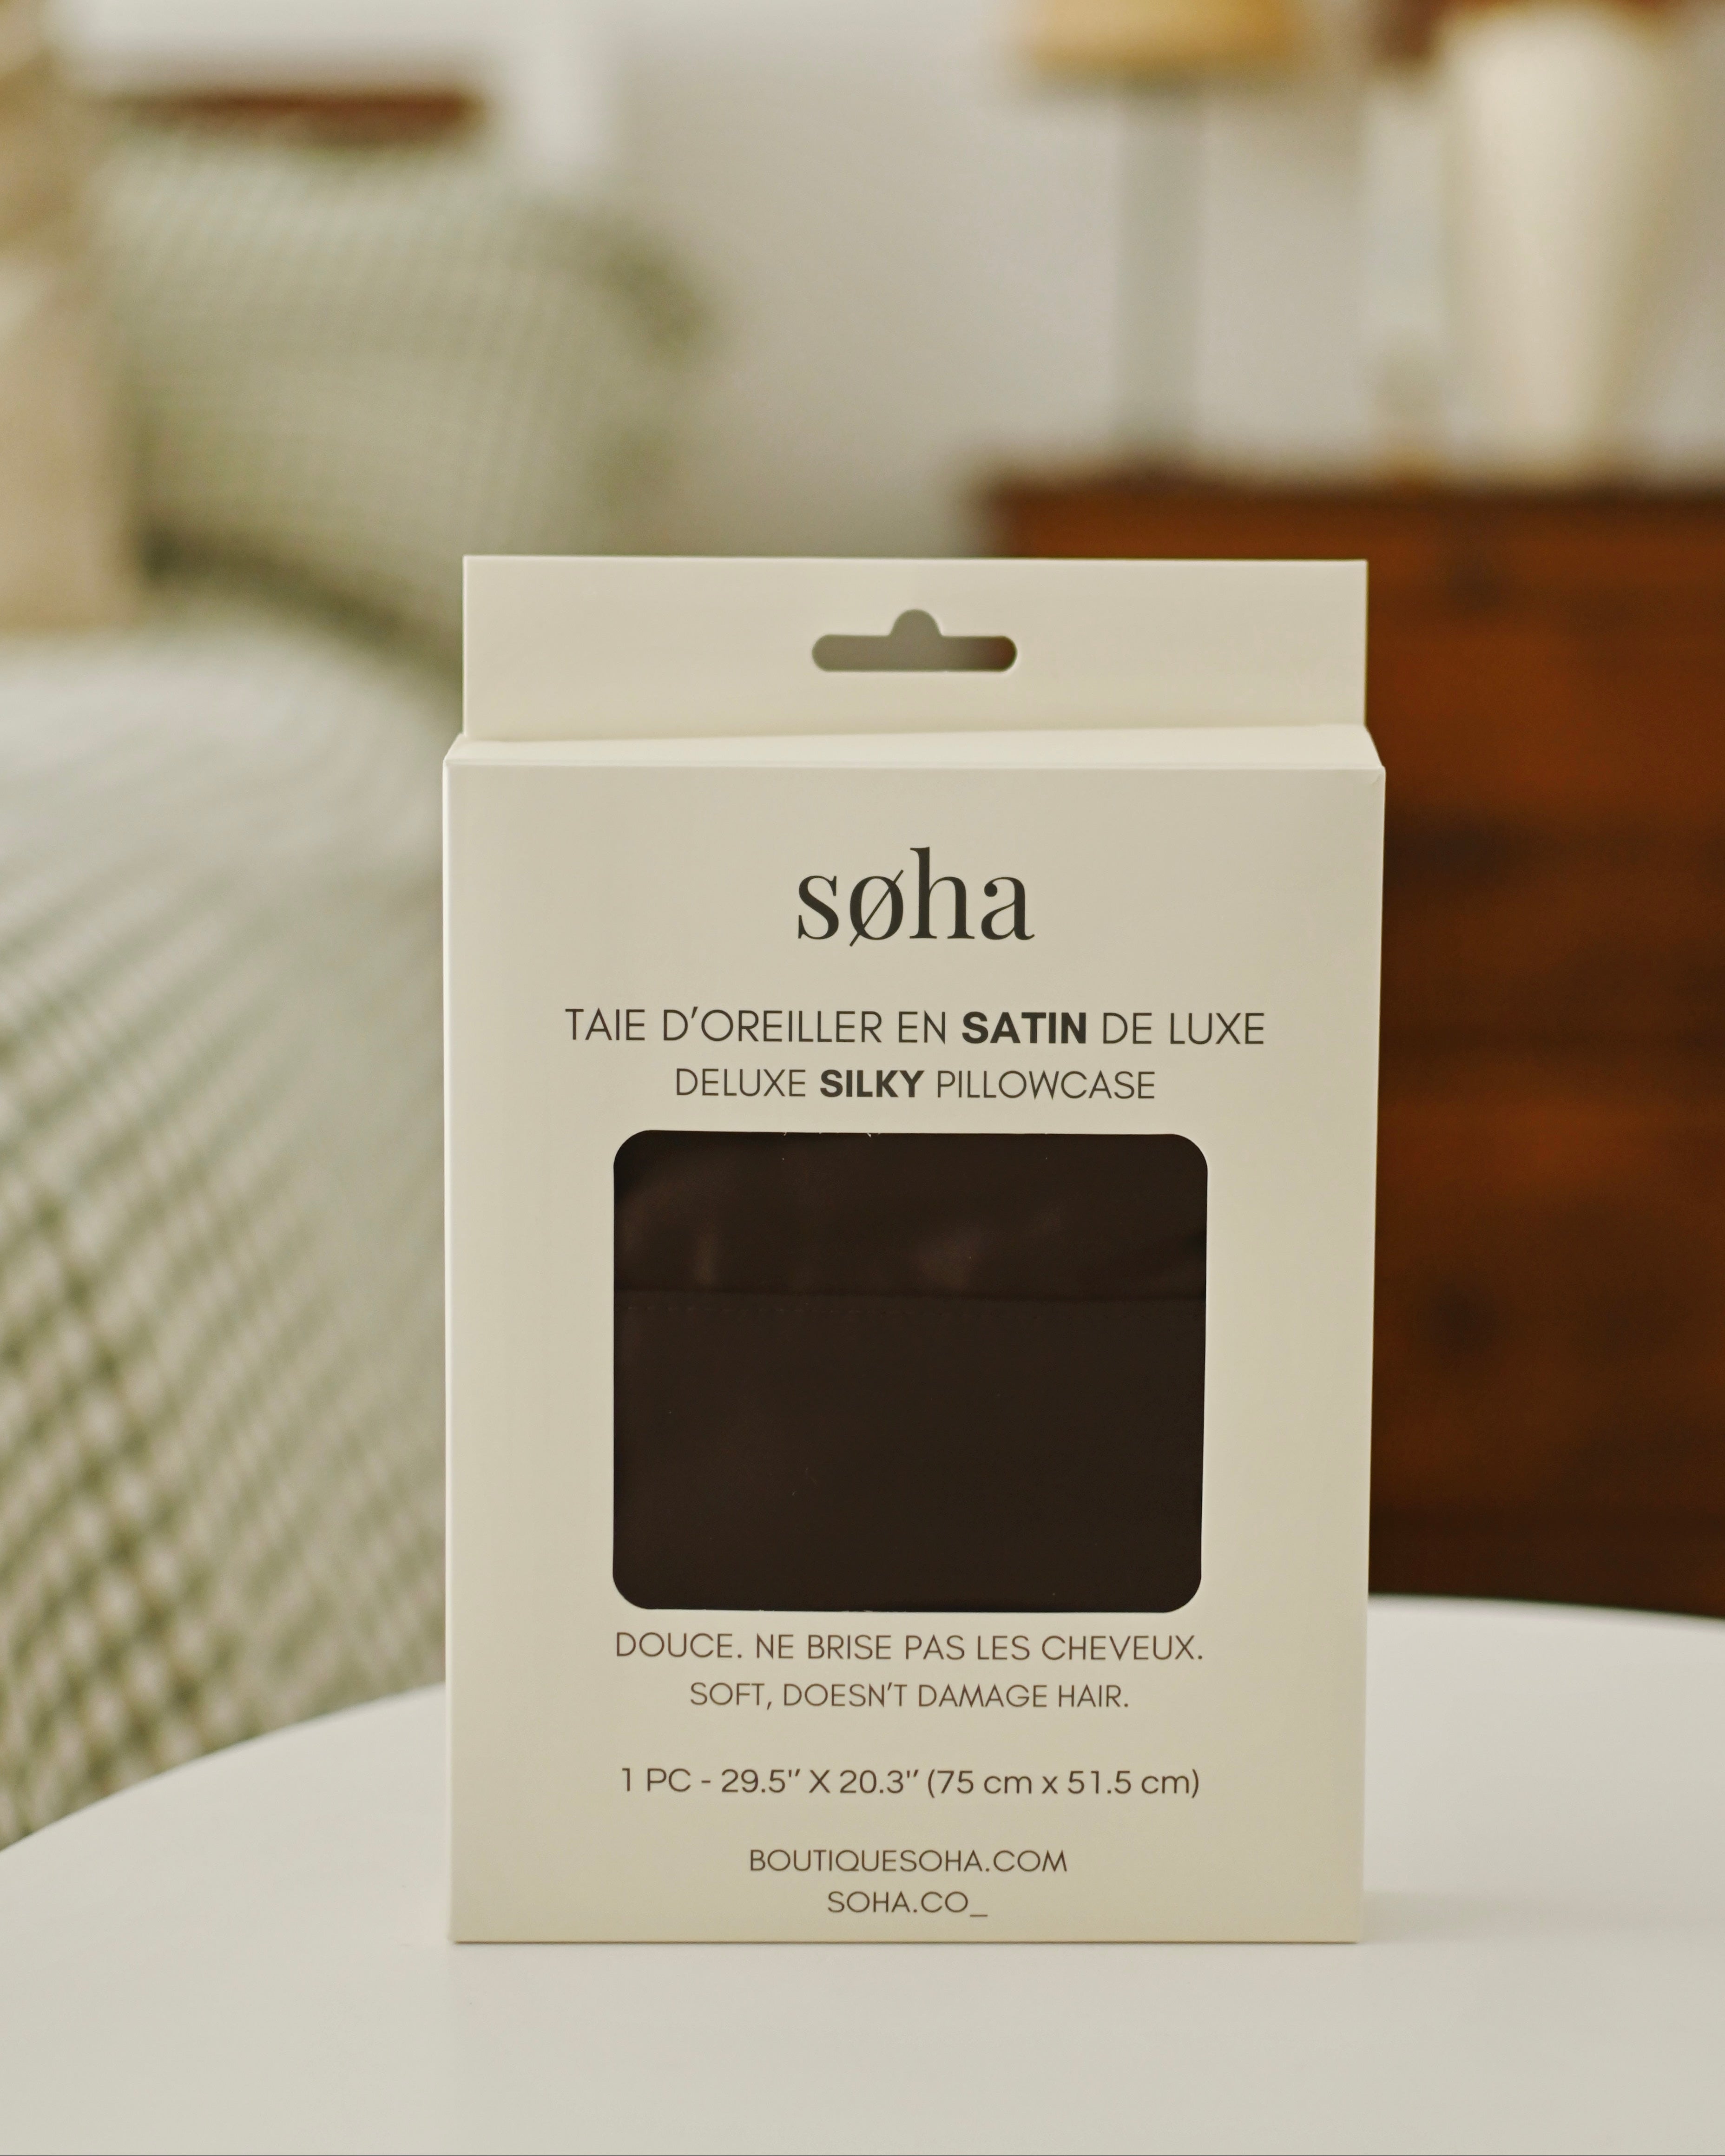 søha
TAIE D’OREILLER EN SATIN DE LUXE
DELUXE SILKY PILLOWCASE
DOUCE. NE BRISE PAS LES CHEVEUX.
SOFT, DOESN’T DAMAGE HAIR.
1 PC - 29.5’’ X 20.3’’ (75 cm x 51.5 cm)
BOUTIQUESOHA.COM
SOHA.CO_